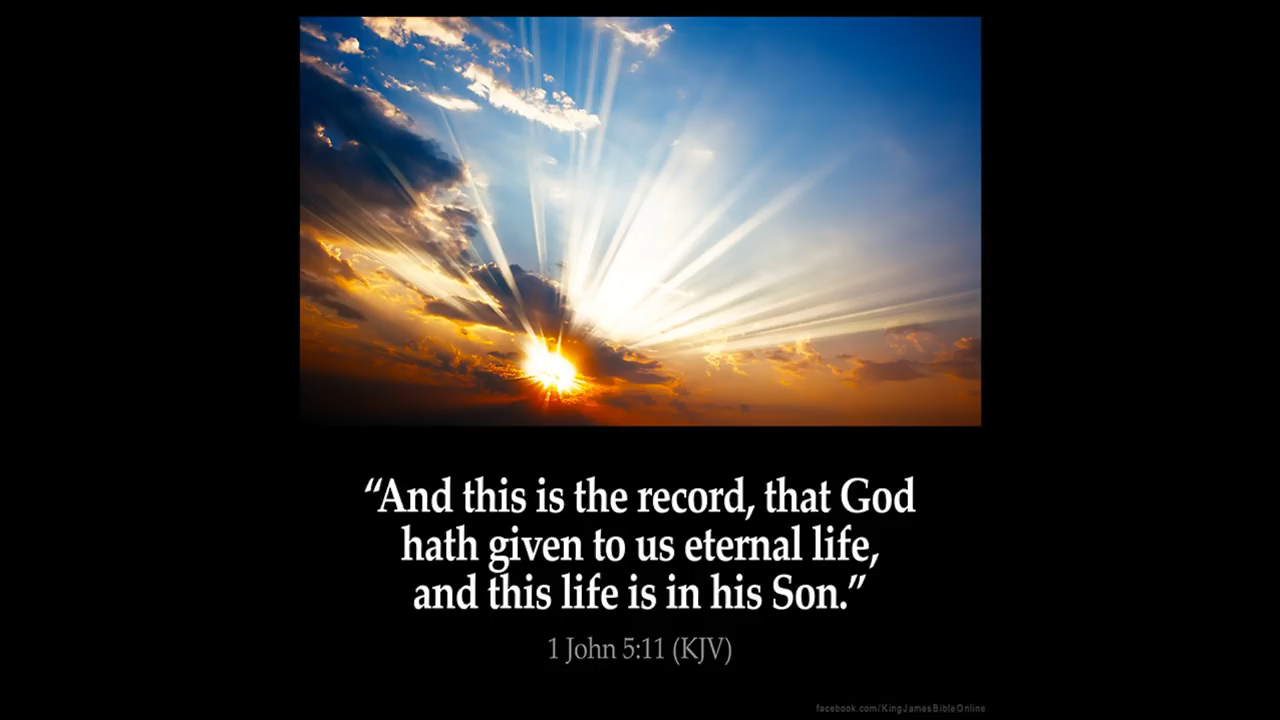 “And this is the record, that God
hath given to us eternal life,
and this life is in his Son.”
1 John 5:11 (KJV)
facebook.com/KingJamesBibleOnline